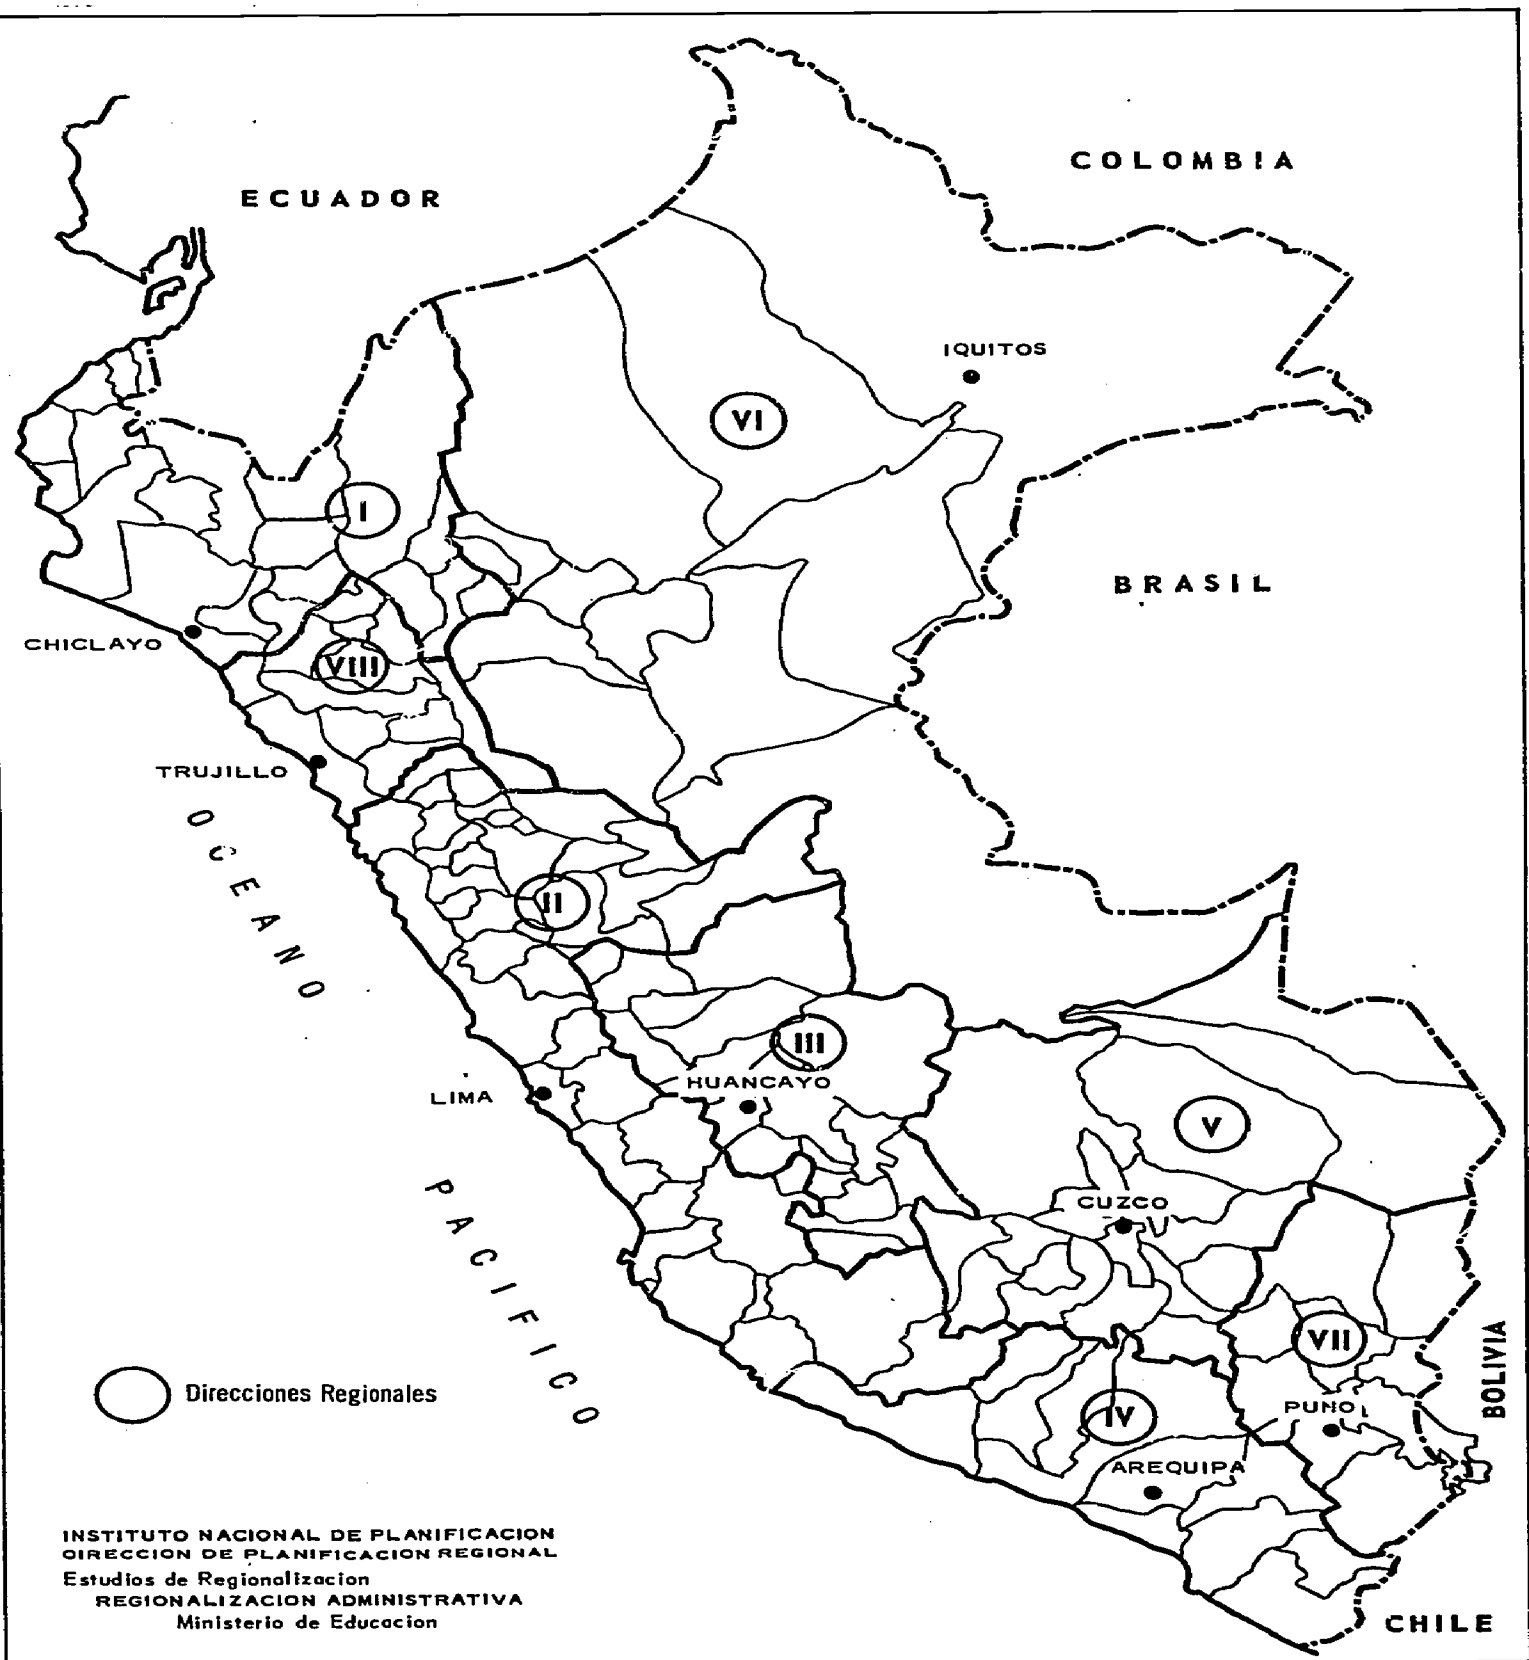 COLOMBIA
ECUADOR
IQUITOS
VI
I
BRASIL
CHICLAYO
VIII
TRUJILLO
OCEANO
II
III
HUANCAYO
LIMA
V
PACIFICO
CUZCO
VII
BOLIVIA
Direcciones Regionales
PUNO
IV
AREQUIPA
INSTITUTO NACIONAL DE PLANIFICACION
DIRECCION DE PLANIFICACION REGIONAL
Estudios de Regionalizacion
REGIONALIZACION ADMINISTRATIVA
Ministerio de Educacion
CHILE